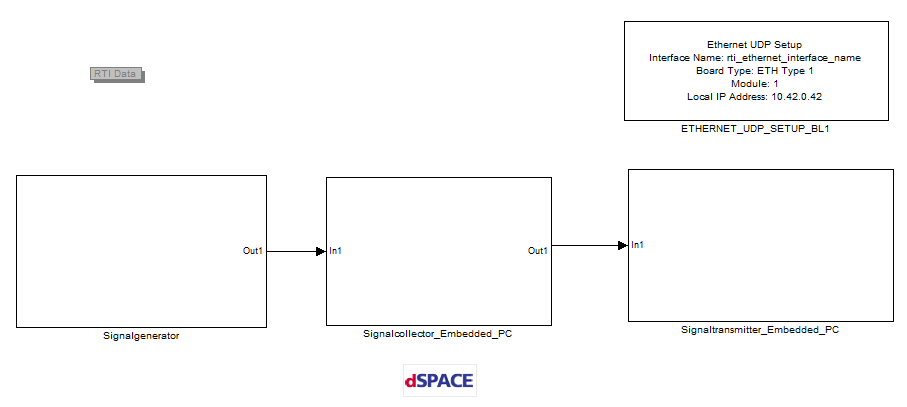 RTI Data
Ethernet UDP Setup
Interface Name: rti_ethernet_interface_name
Board Type: ETH Type 1
Module: 1
Local IP Address: 10.42.0.42
ETHERNET_UDP_SETUP_BL1
Out1
In1
Out1
In1
Signalgenerator
Signalcollector_Embedded_PC
Signaltransmitter_Embedded_PC
dSPACE